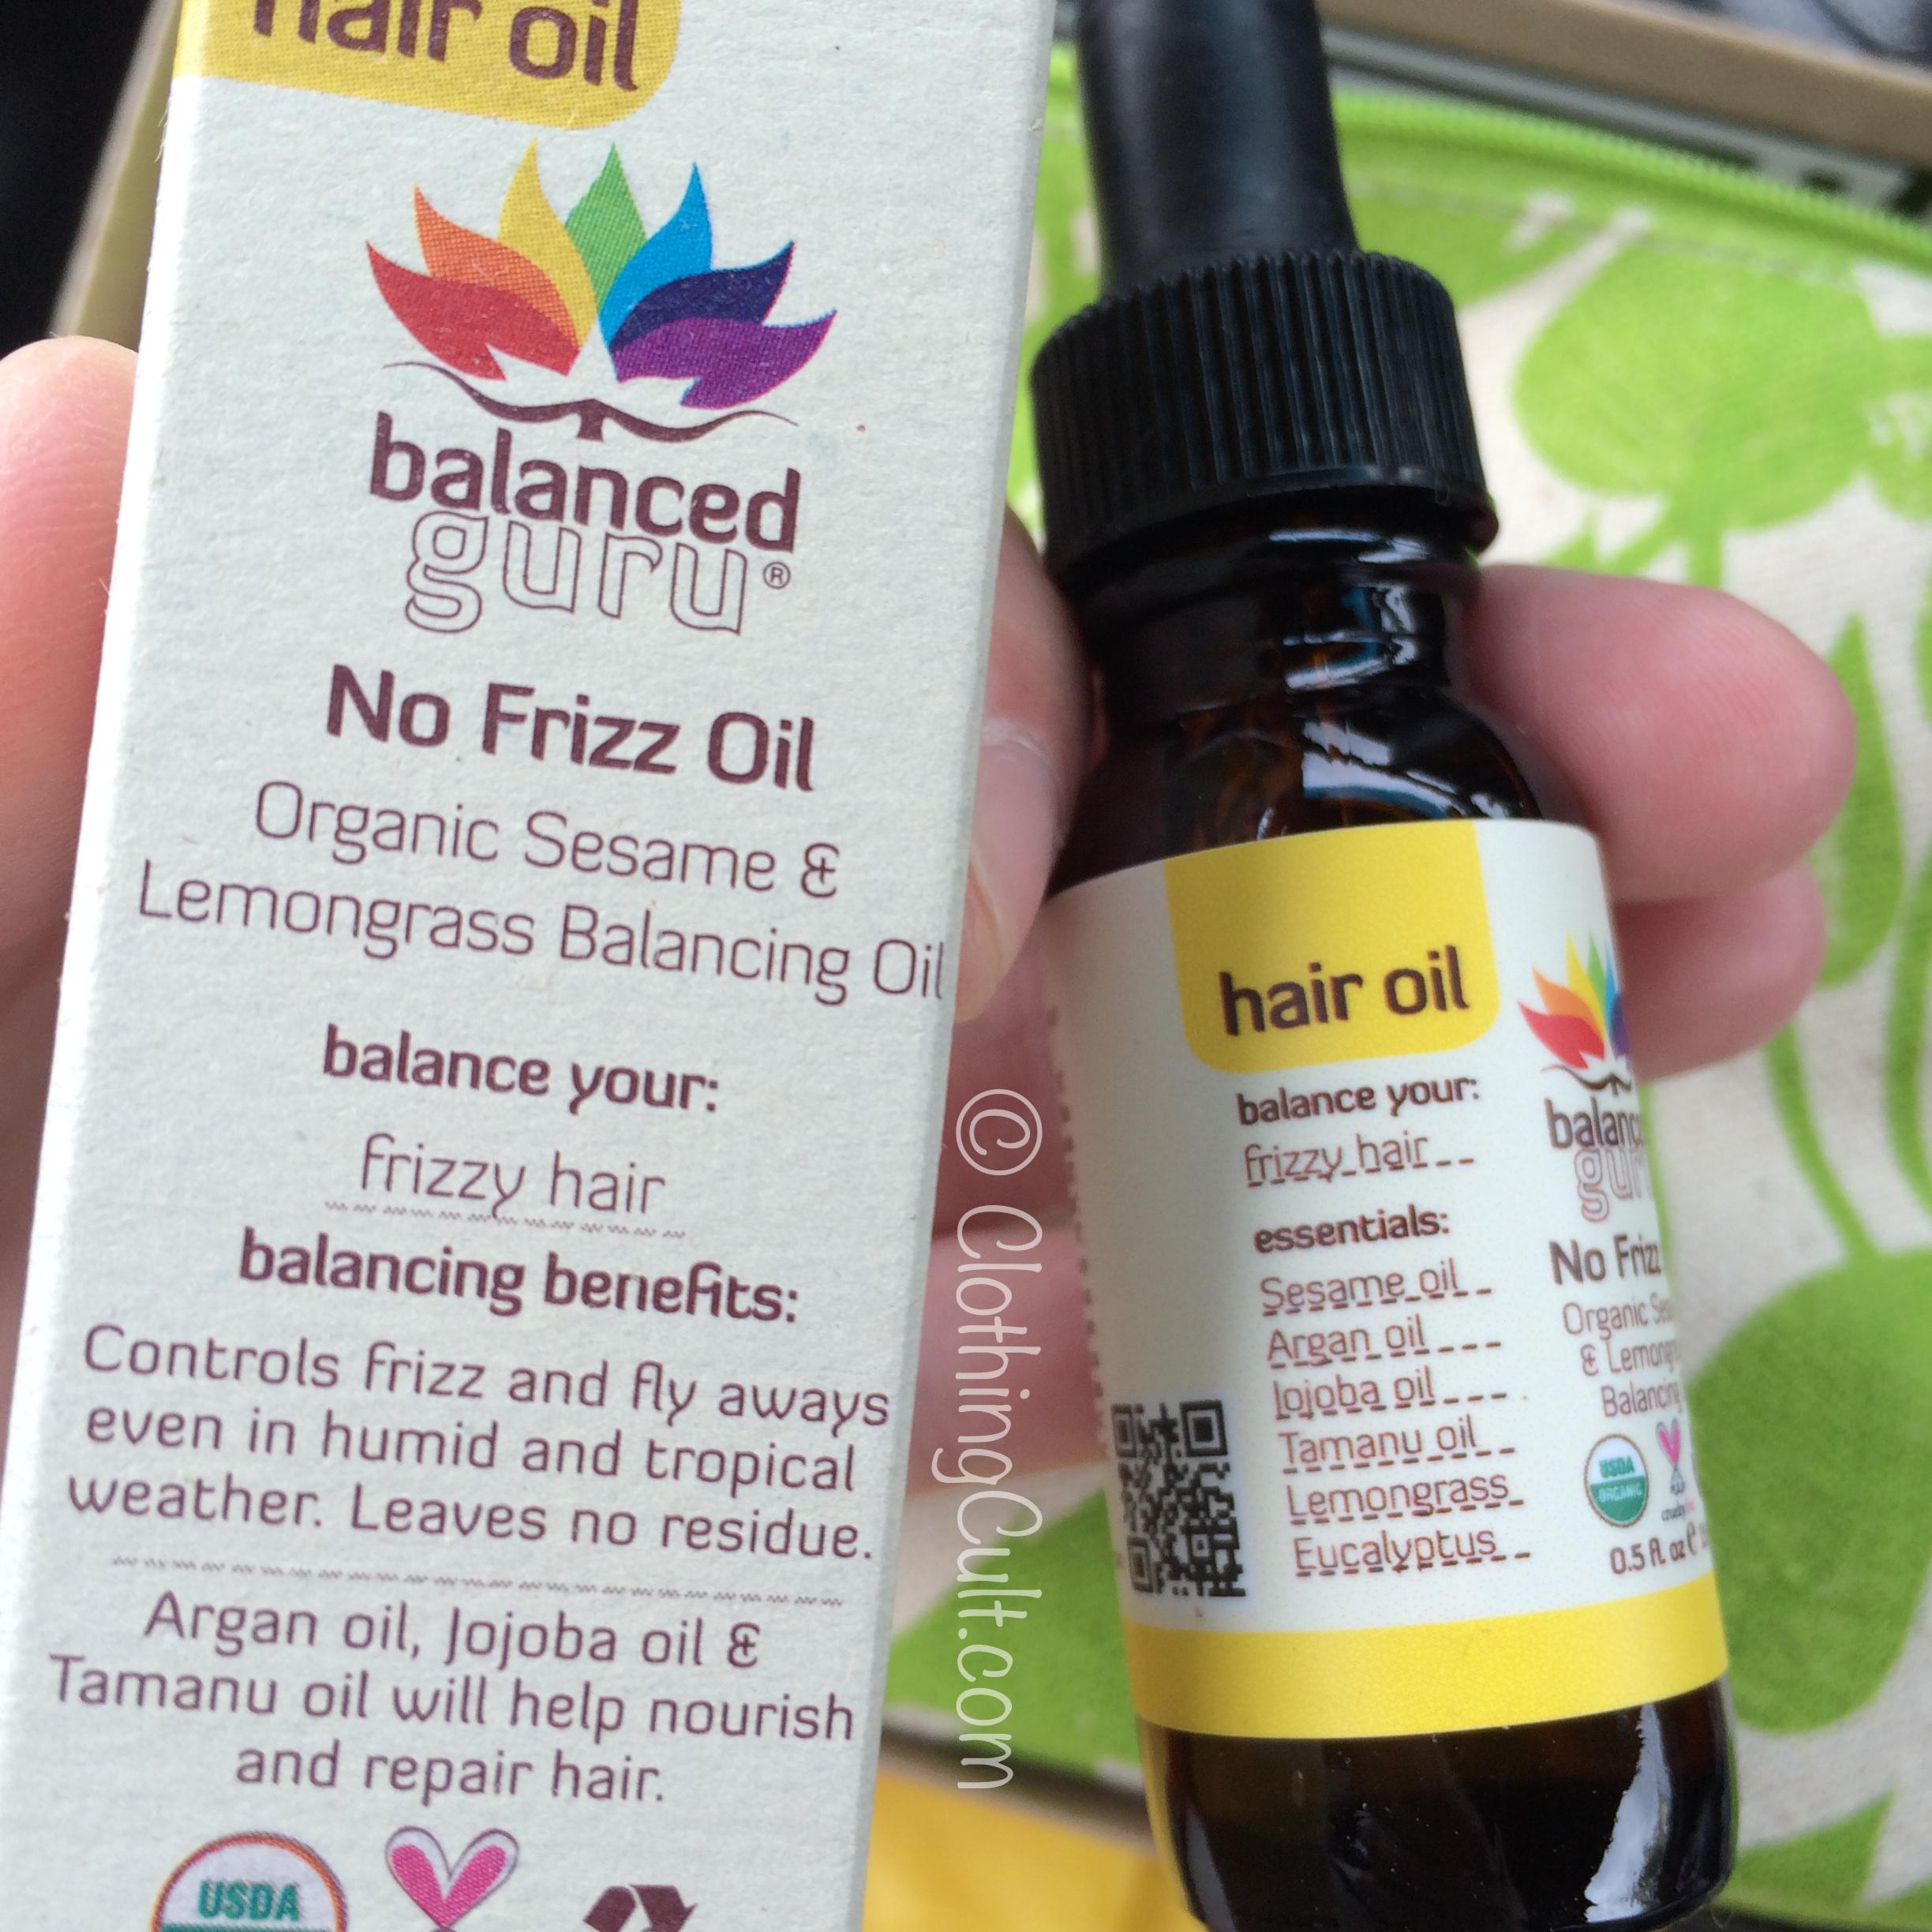 hair oil
balanced
guru®
No Frizz Oil
Organic Sesame &
Lemongrass Balancing Oil
balance your:
frizzy hair
balancing benefits:
Controls frizz and fly aways
even in humid and tropical
weather. Leaves no residue.
Argan oil, Jojoba oil &
Tamanu oil will help nourish
and repair hair.
USDA
© ClothingCult.com
hair oil
balance your:
frizzy hair
essentials:
Sesame oil
Argan oil
Jojoba oil
Tamanu oil
Lemongrass
Eucalyptus
No
Organic
&
Balancing
USDA
ORGANIC
0.5 fl. oz e